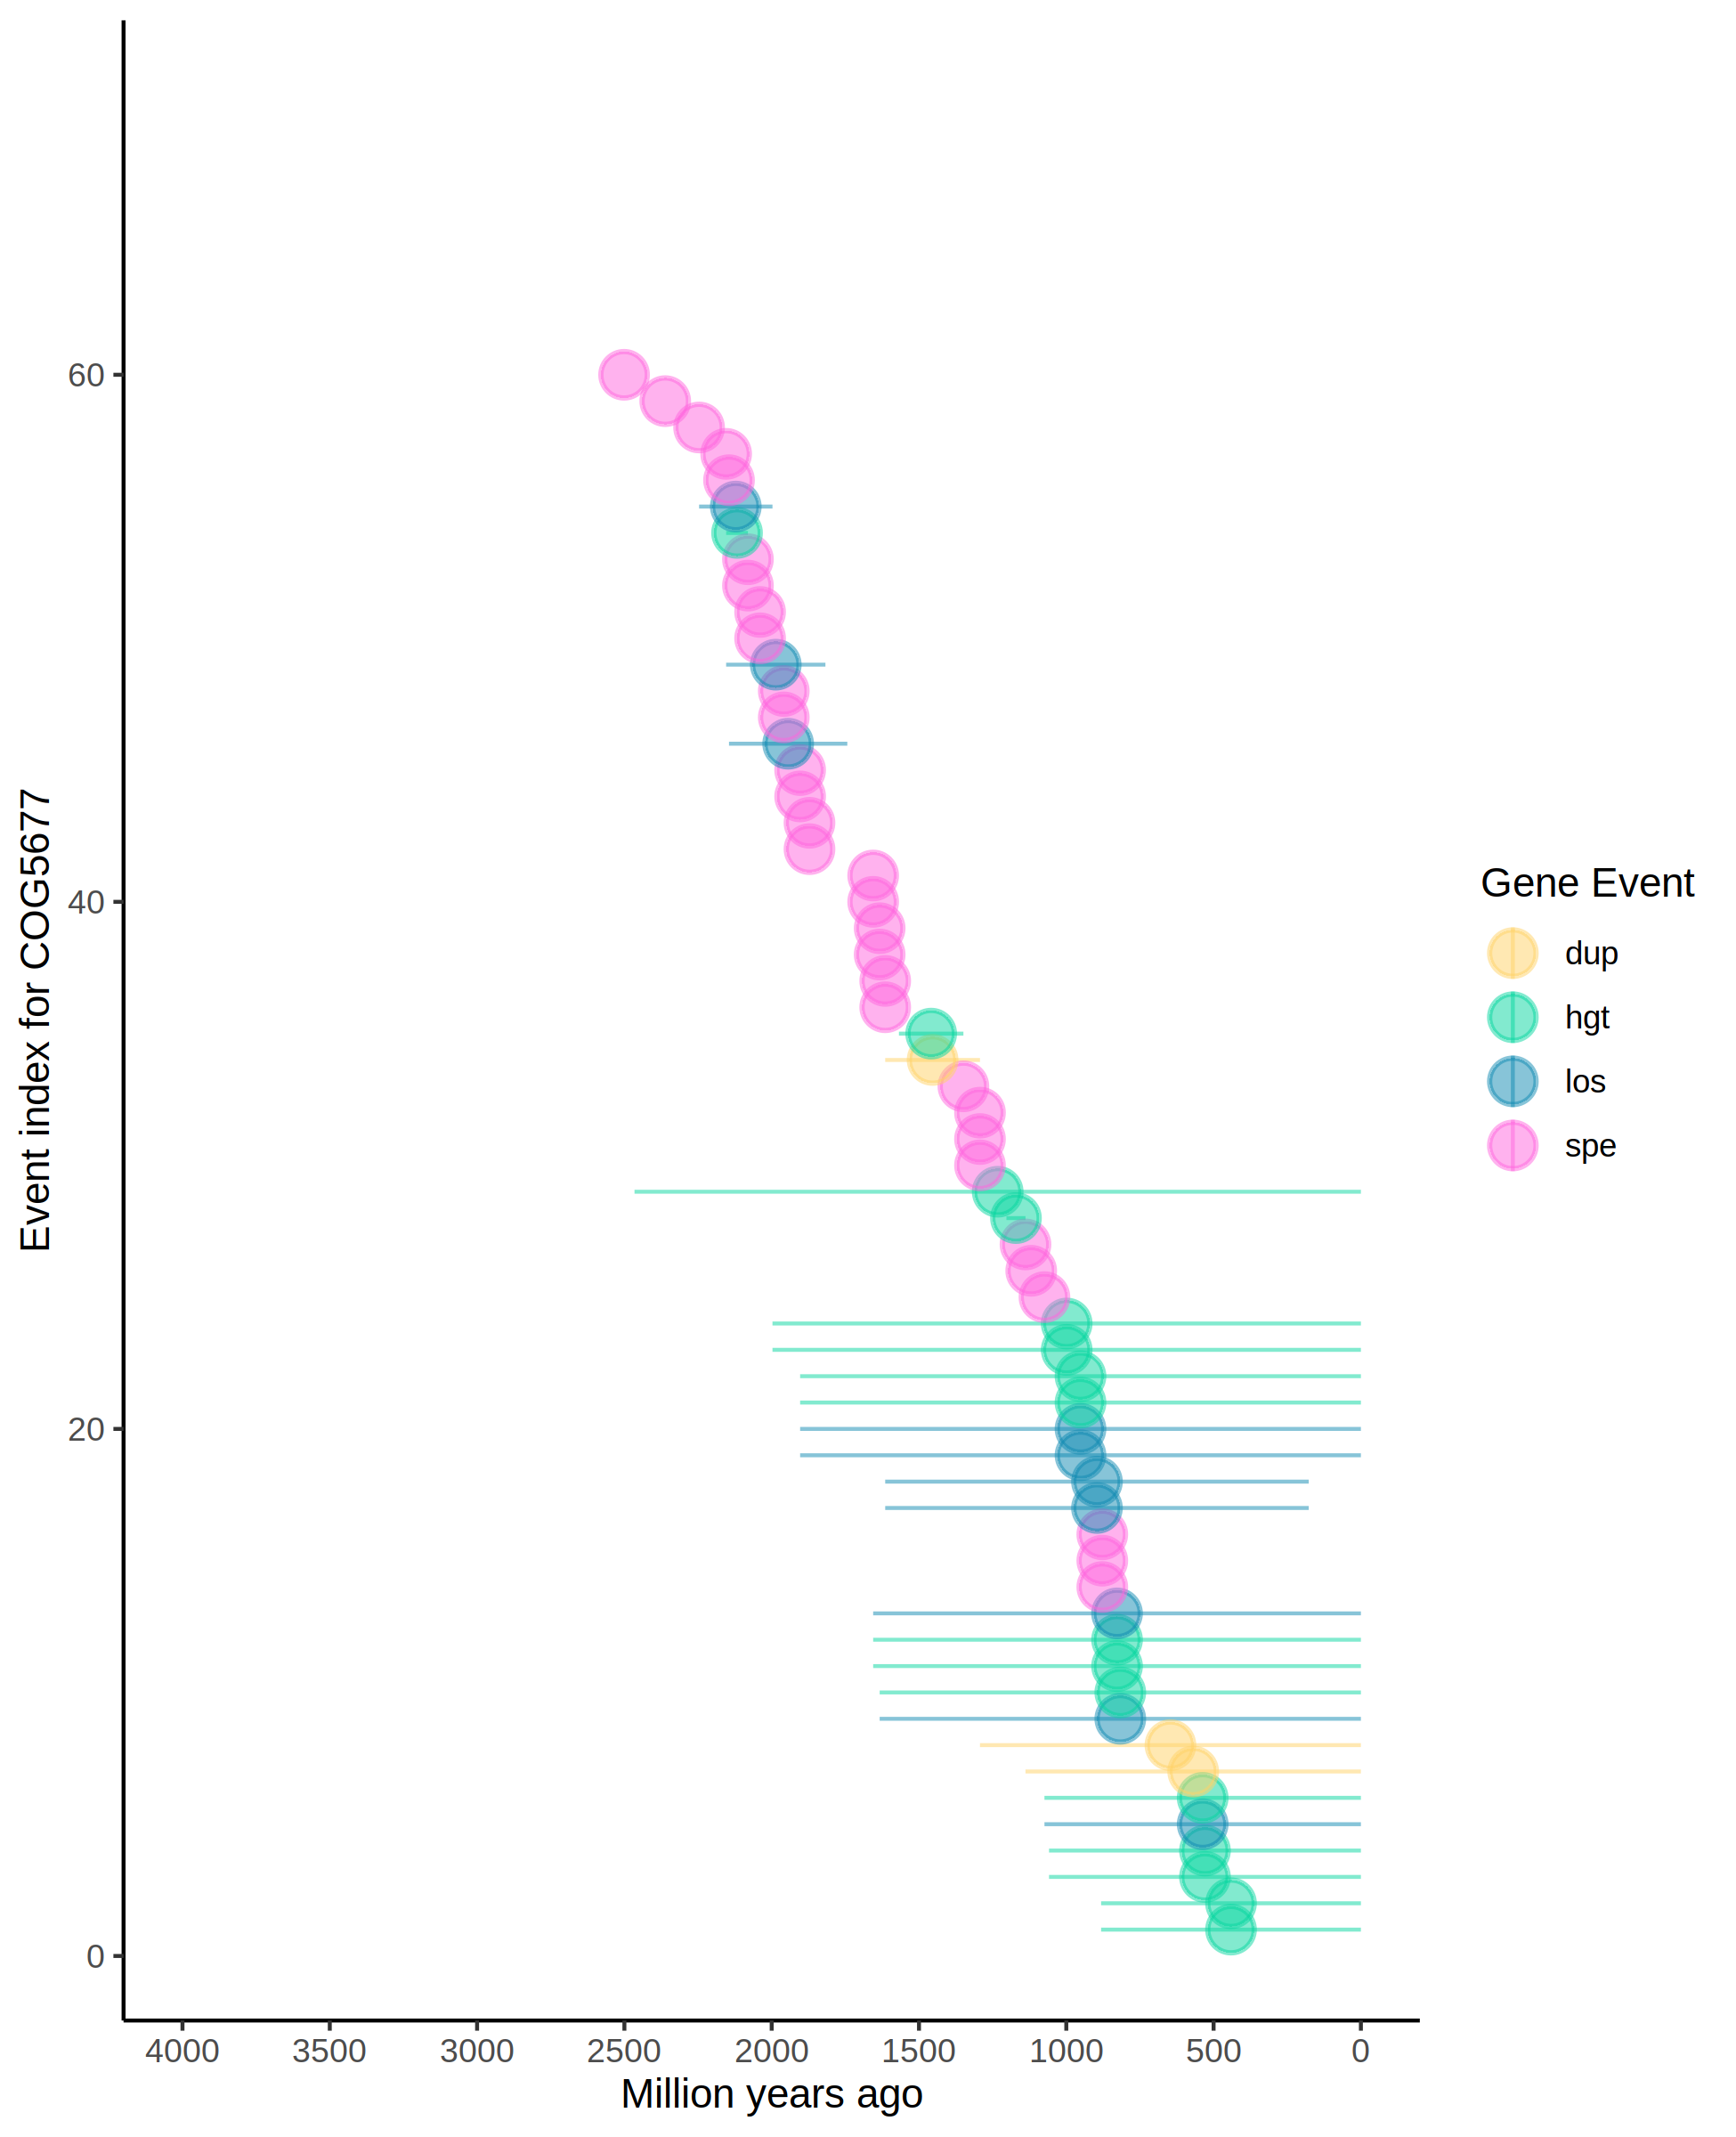 Event index for COG5677
60
40
20
0
4000 3500 3000 2500 2000 1500 1000 500 0
Million years ago
Gene Event
dup
hgt
los
spe